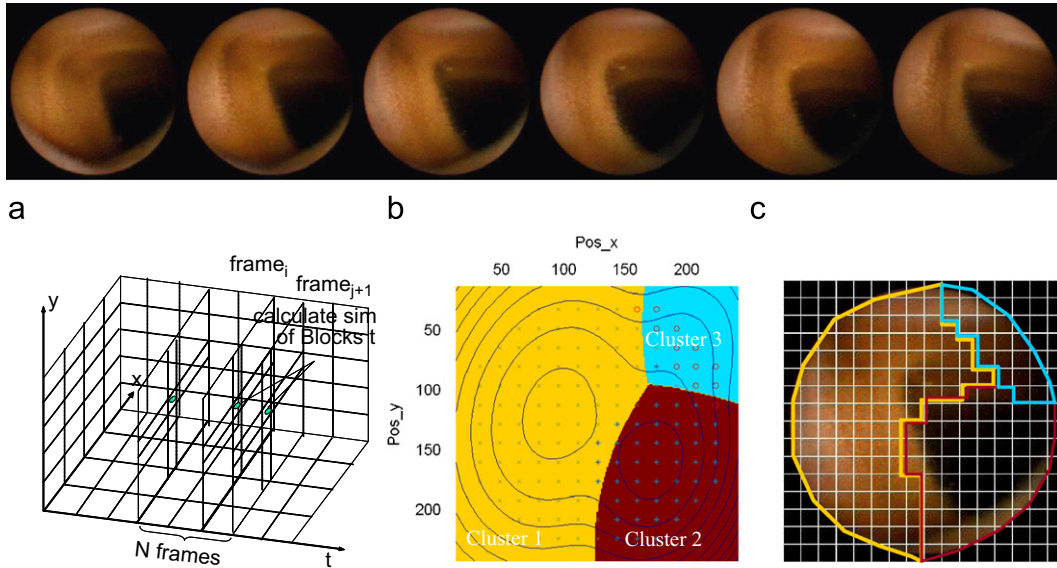 a
b
c
y
frame_i
frame_{j+1}
calculate sim
of Blocks t
x
N frames
t
Pos_x
50 100 150 200
Pos_y
50
100
150
200
Cluster 3
Cluster 1
Cluster 2